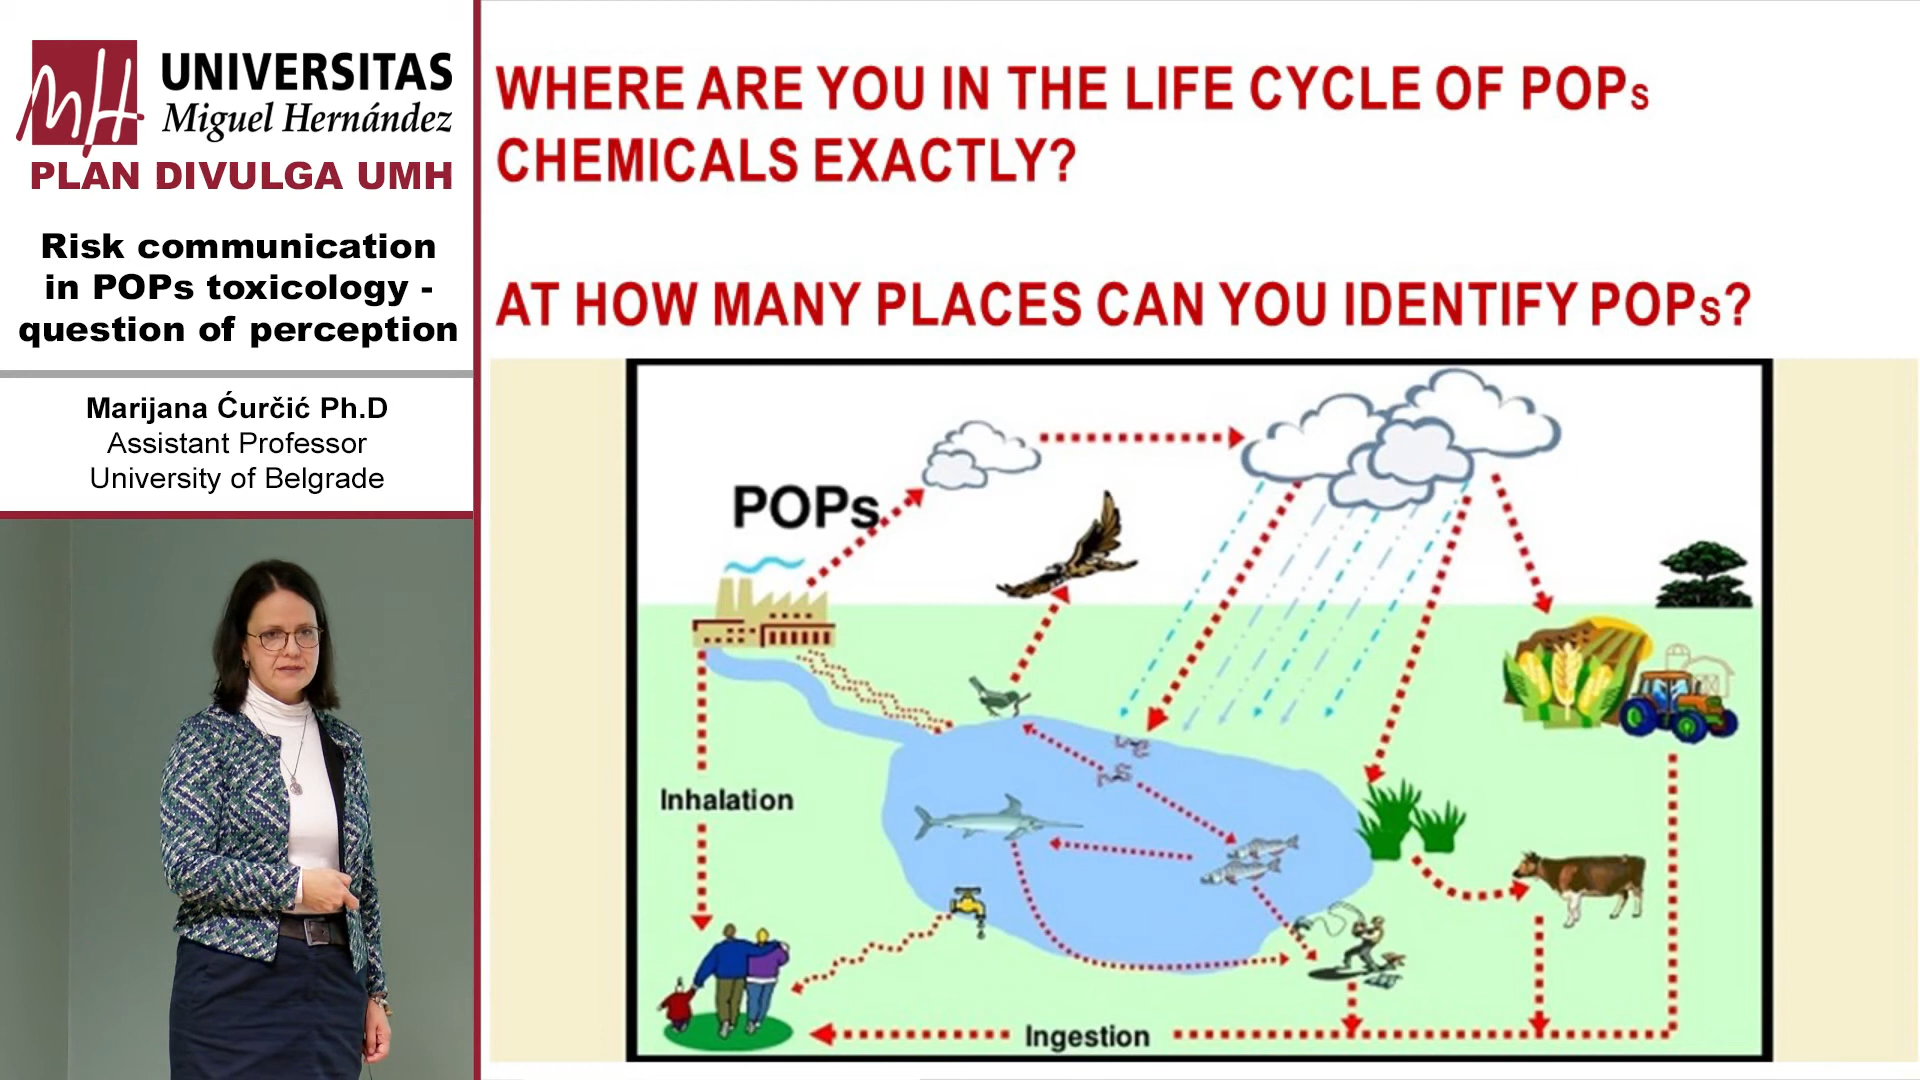 UNIVERSITAS
Miguel Hernández
PLAN DIVULGA UMH
Risk communication
in POPs toxicology -
question of perception
Marijana Ćurčić Ph.D
Assistant Professor
University of Belgrade
WHERE ARE YOU IN THE LIFE CYCLE OF POPs
CHEMICALS EXACTLY?
AT HOW MANY PLACES CAN YOU IDENTIFY POPs?
POPs
Inhalation
Ingestion